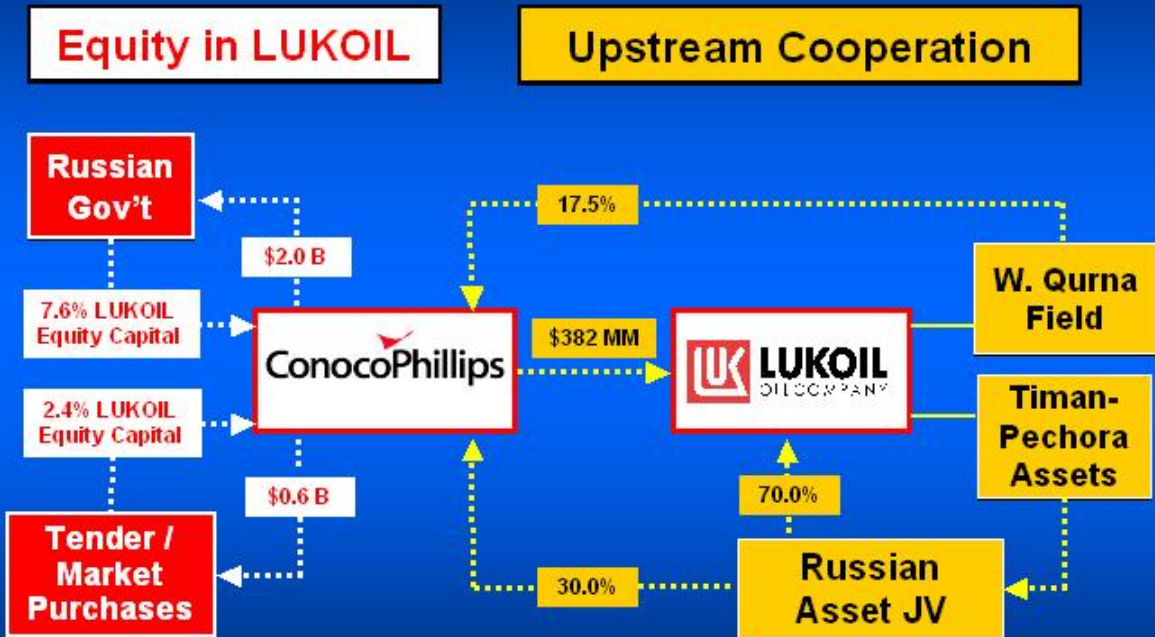 Equity in LUKOIL
Upstream Cooperation
Russian
Gov't
$2.0 B
7.6% LUKOIL
Equity Capital
2.4% LUKOIL
Equity Capital
$0.6 B
Tender /
Market
Purchases
ConocoPhillips
$382 MM
LUK LUKOIL
OIL COMPANY
17.5%
W. Qurna
Field
Timan-
Pechora
Assets
70.0%
30.0%
Russian
Asset JV